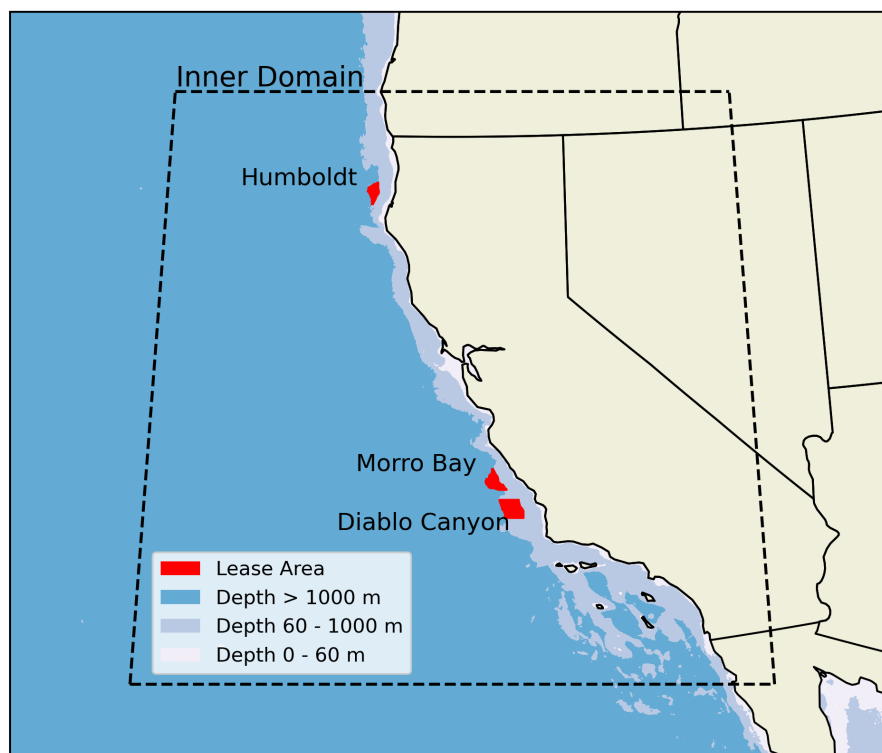 Inner Domain
Humboldt
Morro Bay
Diablo Canyon
Lease Area
Depth > 1000 m
Depth 60 - 1000 m
Depth 0 - 60 m